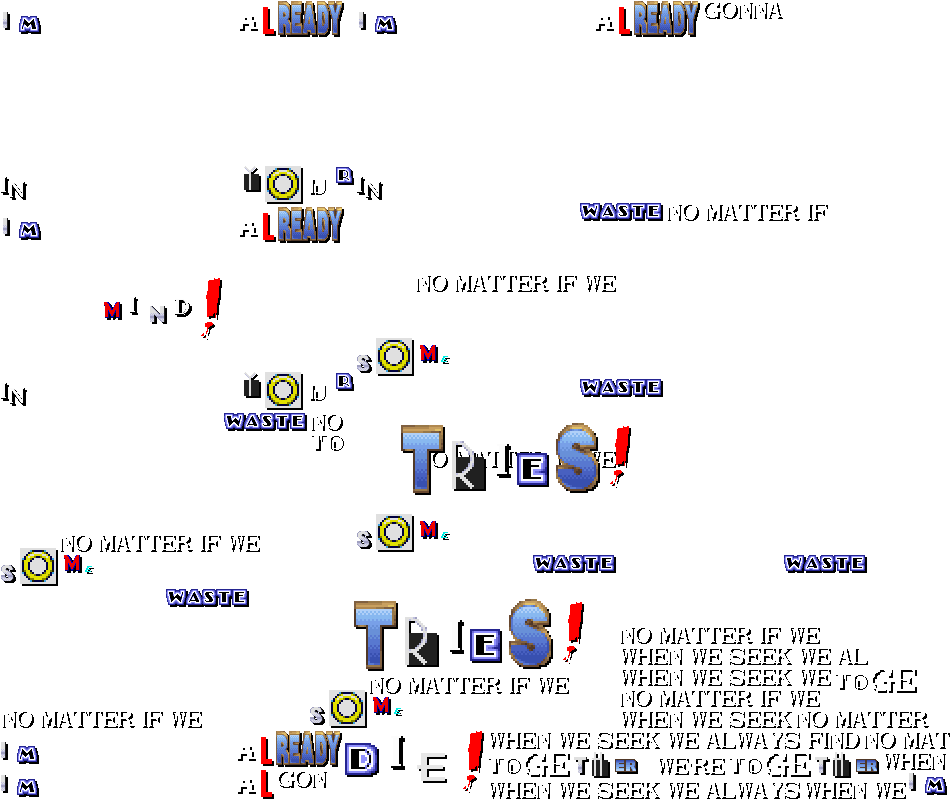 I'M ALREADY I'M ALREADY GONNA
IN YOUR IN
WASTE NO MATTER IF
I'M ALREADY
NO MATTER IF WE
MIND!
SOME
IN YOUR WASTE
WASTE NO
TO
TRIES!
SOME
NO MATTER IF WE
SOME WASTE WASTE
WASTE
TRIES!
NO MATTER IF WE
WHEN WE SEEK WE AL
WHEN WE SEEK WE TOGE
NO MATTER IF WE
NO MATTER IF WE
SOME
NO MATTER IF WE
WHEN WE SEEK NO MATTER
I'M ALREADY DIE!
WHEN WE SEEK WE ALWAYS FIND NO MAT
TOGETHER WE'RE TOGETHER WHEN
I'M AL GON
WHEN WE SEEK WE ALWAYS WHEN WE I'M